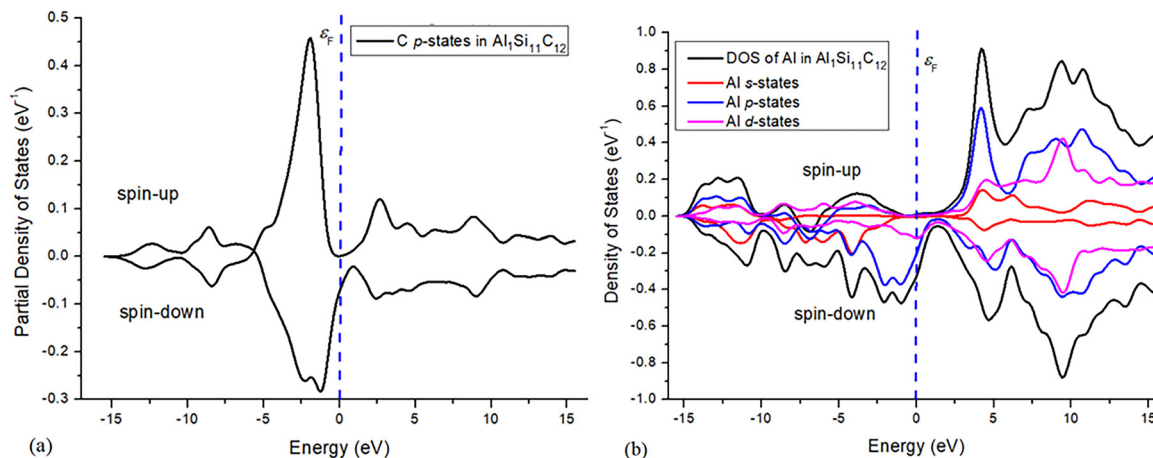 0.5
0.4
0.3
0.2
0.1
0.0
-0.1
-0.2
-0.3
Partial Density of States (eV⁻¹)
εF
C p-states in Al₁Si₁₁C₁₂
spin-up
spin-down
-15 -10 -5 0 5 10 15
Energy (eV)
(a)
1.0
0.8
0.6
0.4
0.2
0.0
-0.2
-0.4
-0.6
-0.8
-1.0
Density of States (eV⁻¹)
DOS of Al in Al₁Si₁₁C₁₂
Al s-states
Al p-states
Al d-states
εF
spin-up
spin-down
-15 -10 -5 0 5 10 15
Energy (eV)
(b)